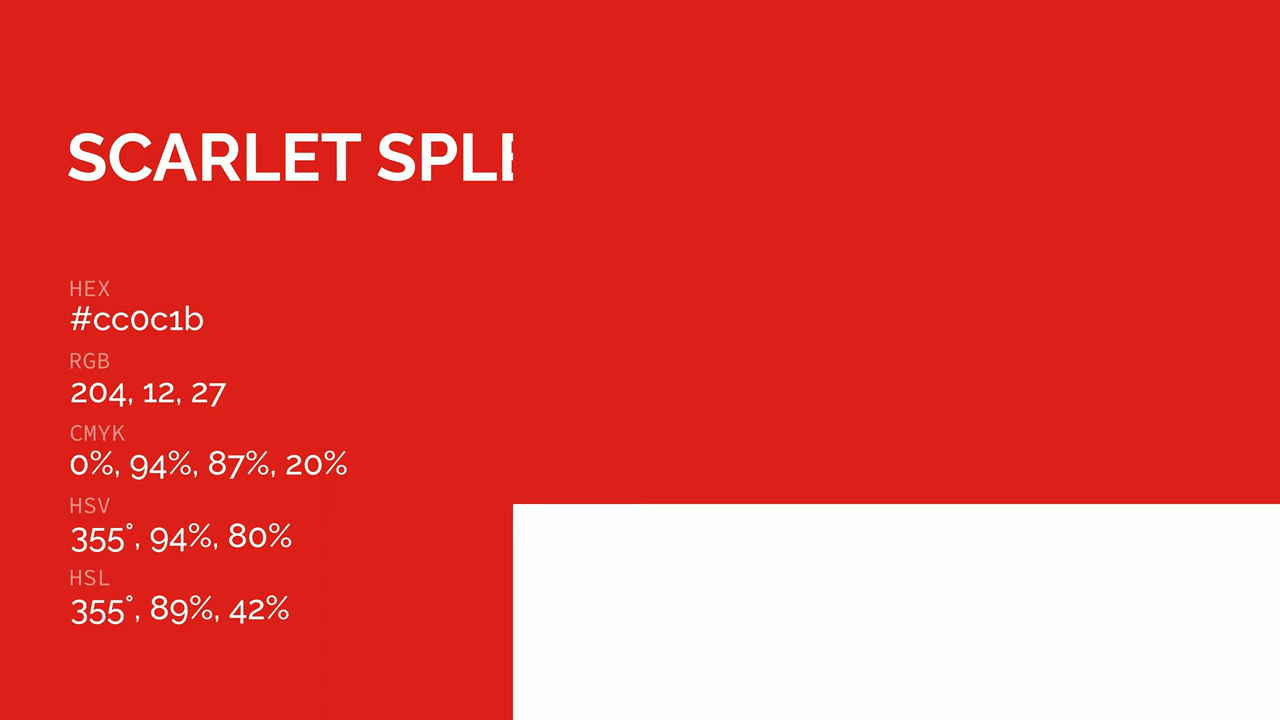 SCARLET SPLE
HEX
#cc0c1b
RGB
204, 12, 27
CMYK
0%, 94%, 87%, 20%
HSV
355°, 94%, 80%
HSL
355°, 89%, 42%